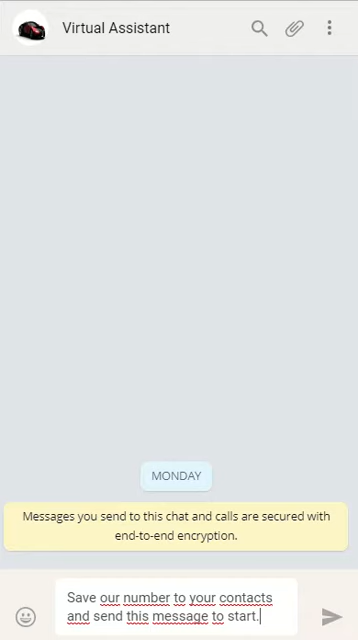 Virtual Assistant
MONDAY
Messages you send to this chat and calls are secured with
end-to-end encryption.
Save our number to your contacts
and send this message to start.